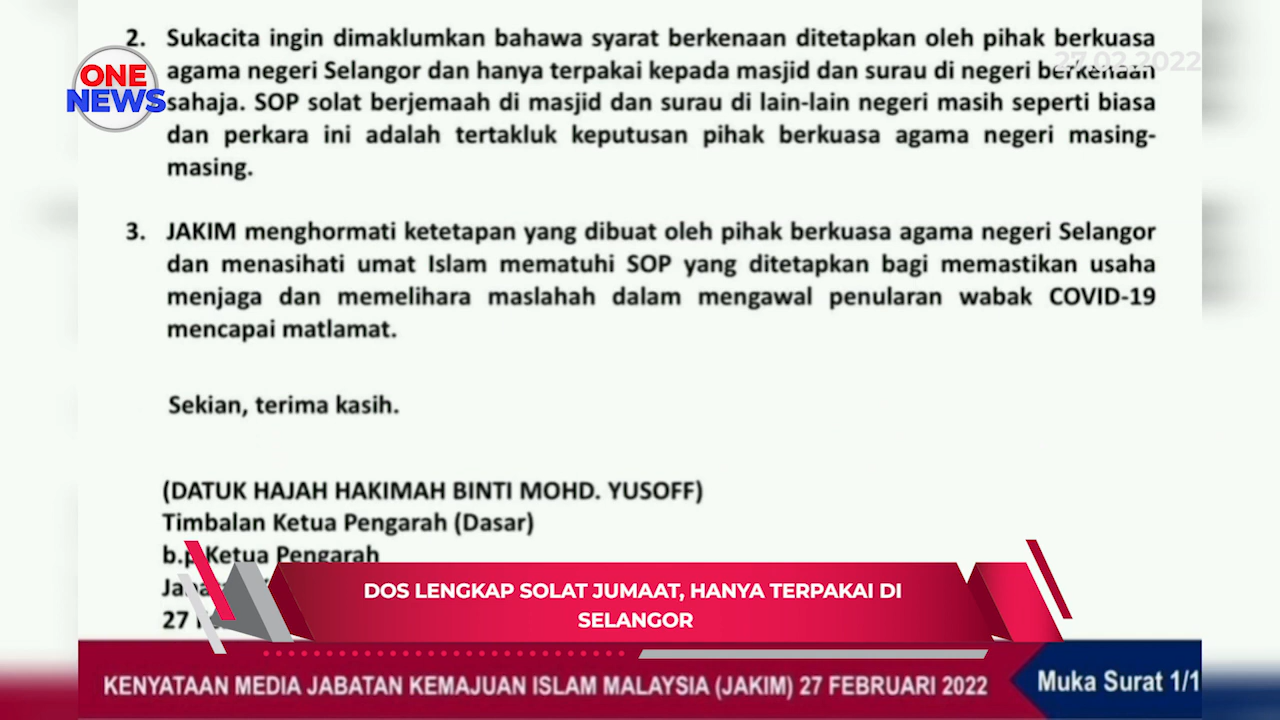 2. Sukacita ingin dimaklumkan bahawa syarat berkenaan ditetapkan oleh pihak berkuasa
27.02.2022
ONE
NEWS
agama negeri Selangor dan hanya terpakai kepada masjid dan surau di negeri berkenaan
sahaja. SOP solat berjemaah di masjid dan surau di lain-lain negeri masih seperti biasa
dan perkara ini adalah tertakluk keputusan pihak berkuasa agama negeri masing-
masing.
3. JAKIM menghormati ketetapan yang dibuat oleh pihak berkuasa agama negeri Selangor
dan menasihati umat Islam mematuhi SOP yang ditetapkan bagi memastikan usaha
menjaga dan memelihara maslahah dalam mengawal penularan wabak COVID-19
mencapai matlamat.
Sekian, terima kasih.
(DATUK HAJAH HAKIMAH BINTI MOHD. YUSOFF)
Timbalan Ketua Pengarah (Dasar)
b.p Ketua Pengarah
27
DOS LENGKAP SOLAT JUMAAT, HANYA TERPAKAI DI
SELANGOR
KENYATAAN MEDIA JABATAN KEMAJUAN ISLAM MALAYSIA (JAKIM) 27 FEBRUARI 2022
Muka Surat 1/1